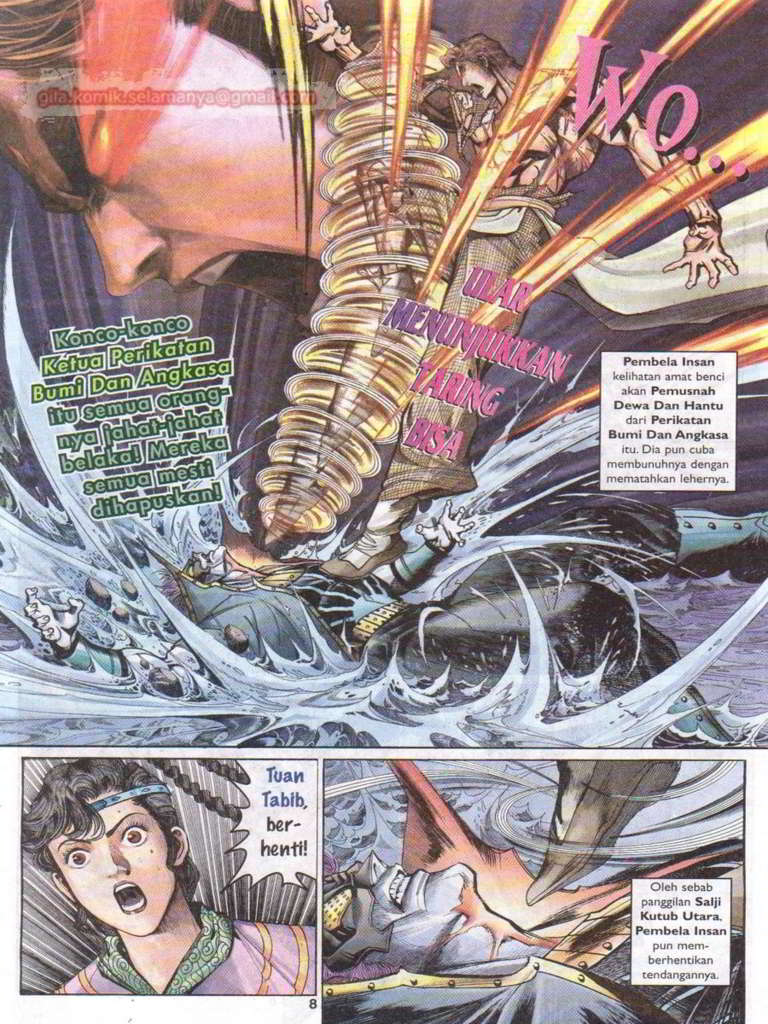 gila.komik.selamanya@gmail.com
Wo...
ULAR
MENUNJUKKAN
TARING
BISA
Konco-konco
Ketua Perikatan
Bumi Dan Angkasa
itu semua orang-
nya jahat-jahat
belaka! Mereka
semua mesti
dihapuskan!
Pembela Insan
kelihatan amat benci
akan Pemusnah
Dewa Dan Hantu
dari Perikatan
Bumi Dan Angkasa
itu. Dia pun cuba
membunuhnya dengan
mematahkan lehernya.
Tuan
Tabib,
ber-
henti!
Oleh sebab
panggilan Salji
Kutub Utara,
Pembela Insan
pun mem-
berhentikan
tendangannya.
8